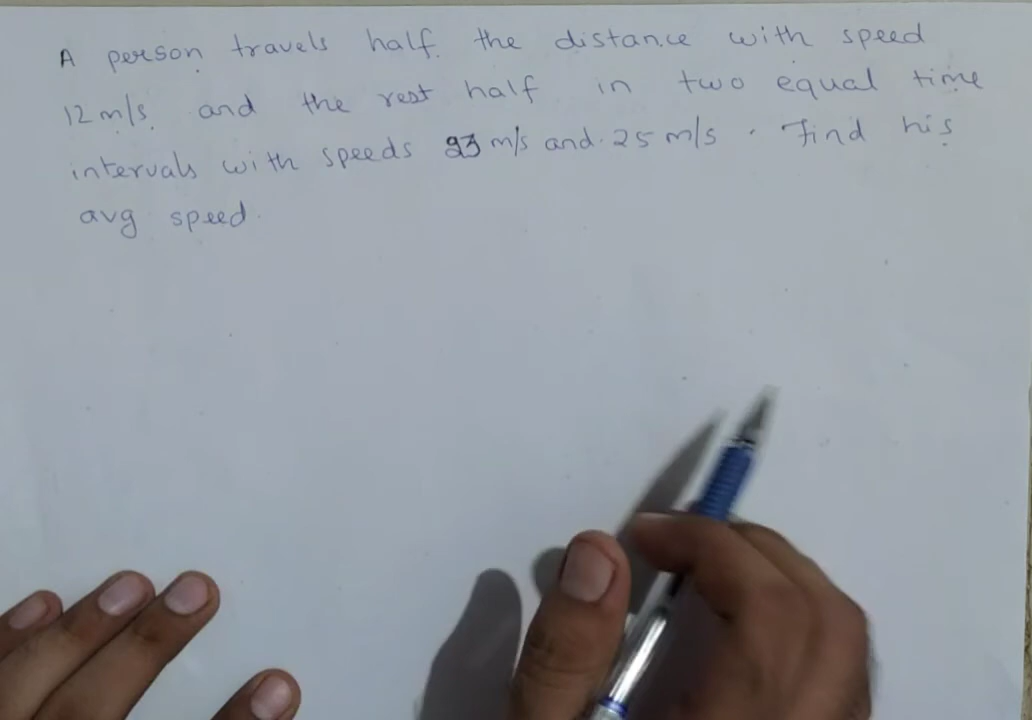 A person travels half the distance with speed
12 m/s and the rest half in two equal time
intervals with speeds 23 m/s and 25 m/s. Find his
avg speed.